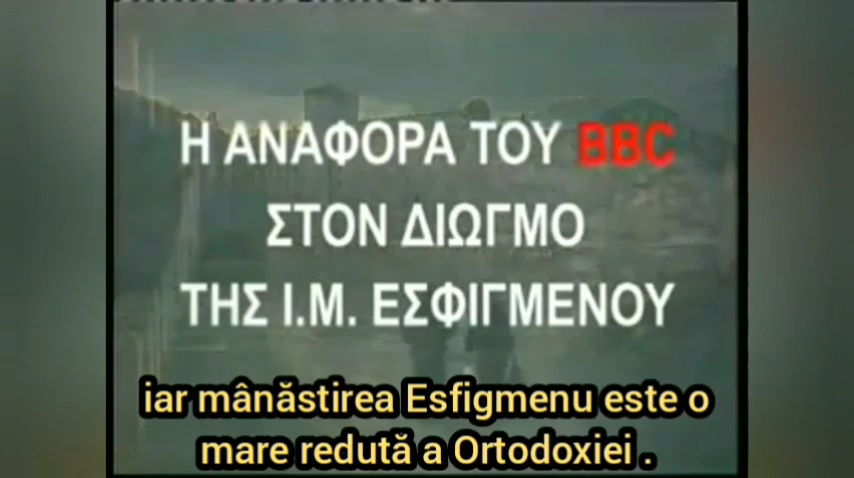 Η ΑΝΑΦΟΡΑ ΤΟΥ BBC
ΣΤΟΝ ΔΙΩΓΜΟ
ΤΗΣ Ι.Μ. ΕΣΦΙΓΜΕΝΟΥ
iar mânăstirea Esfigmenu este o
mare redută a Ortodoxiei .